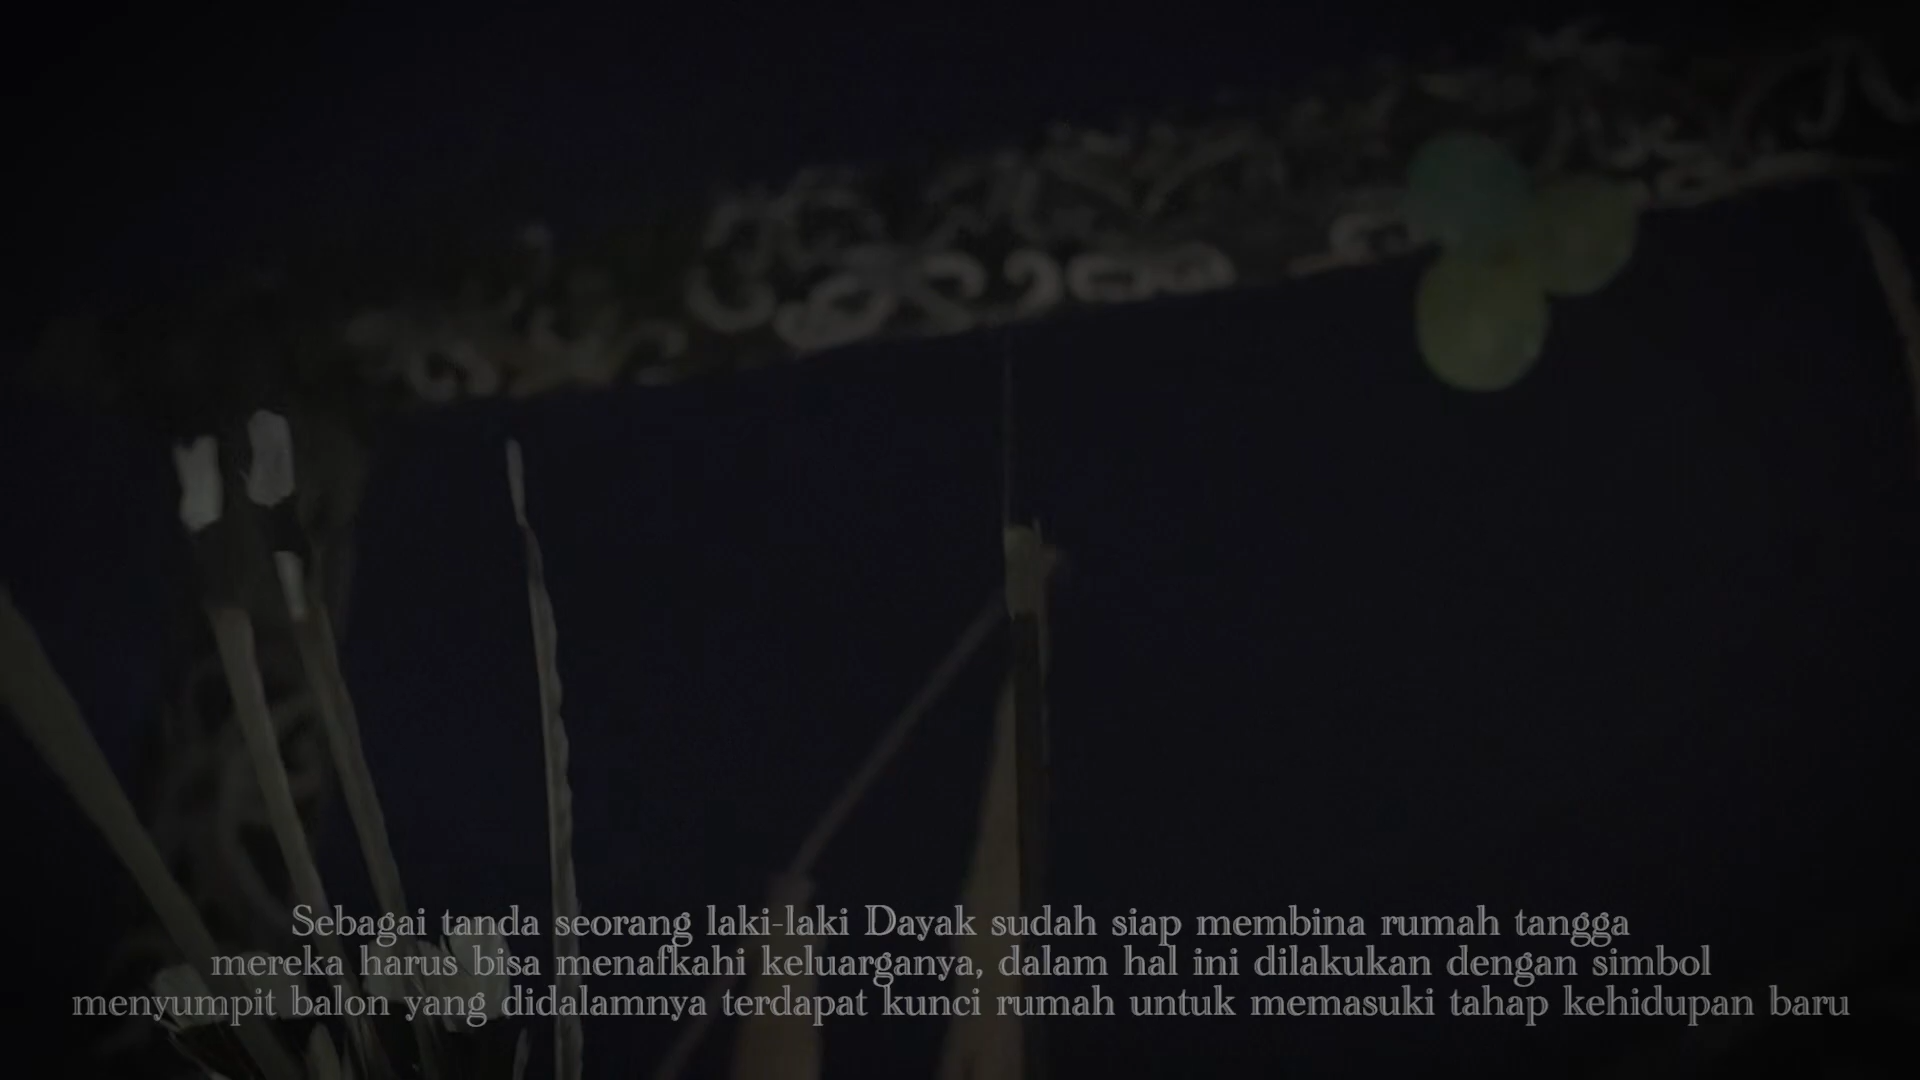 Sebagai tanda seorang laki-laki Dayak sudah siap membina rumah tangga
mereka harus bisa menafkahi keluarganya, dalam hal ini dilakukan dengan simbol
menyumpit balon yang didalamnya terdapat kunci rumah untuk memasuki tahap kehidupan baru